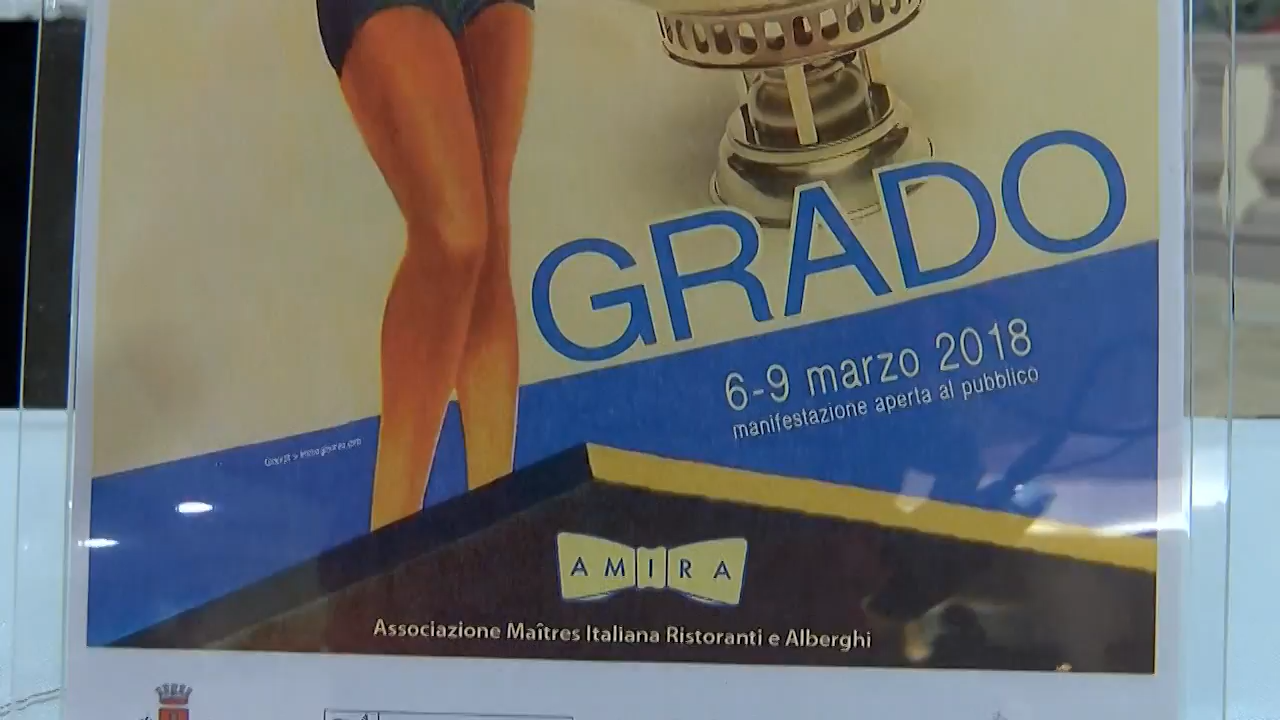 GRADO
6-9 marzo 2018
manifestazione aperta al pubblico
AMIRA
Associazione Maîtres Italiana Ristoranti e Alberghi